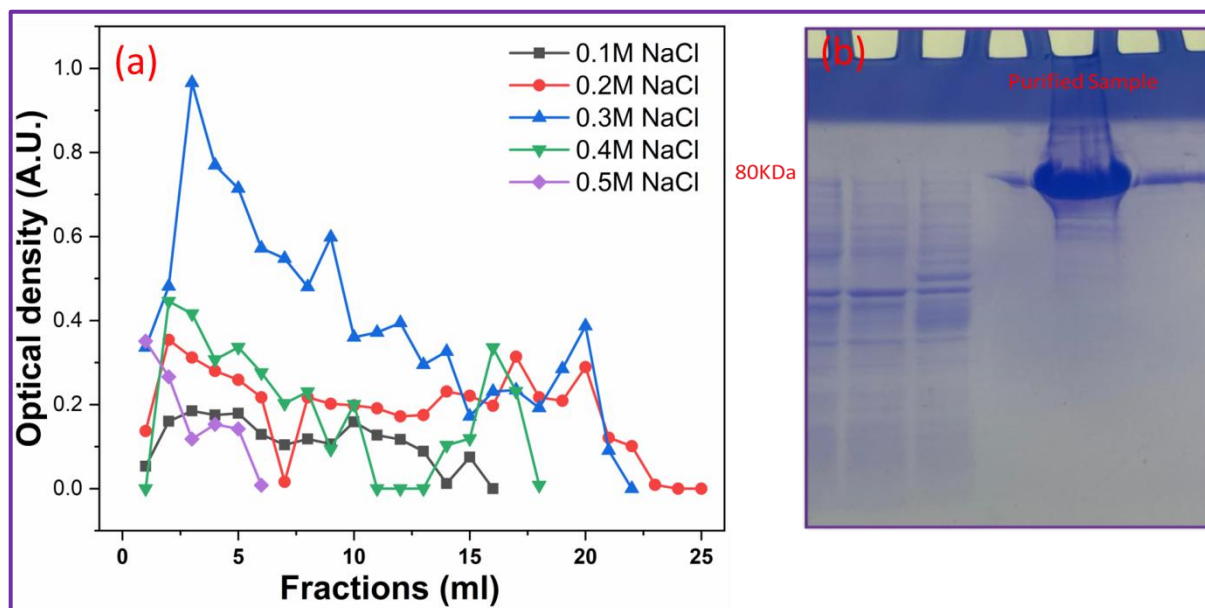 (a)
0.1M NaCl
0.2M NaCl
0.3M NaCl
0.4M NaCl
0.5M NaCl
Optical density (A.U.)
1.0
0.8
0.6
0.4
0.2
0.0
0 5 10 15 20 25
Fractions (ml)
(b)
Purified Sample
80KDa